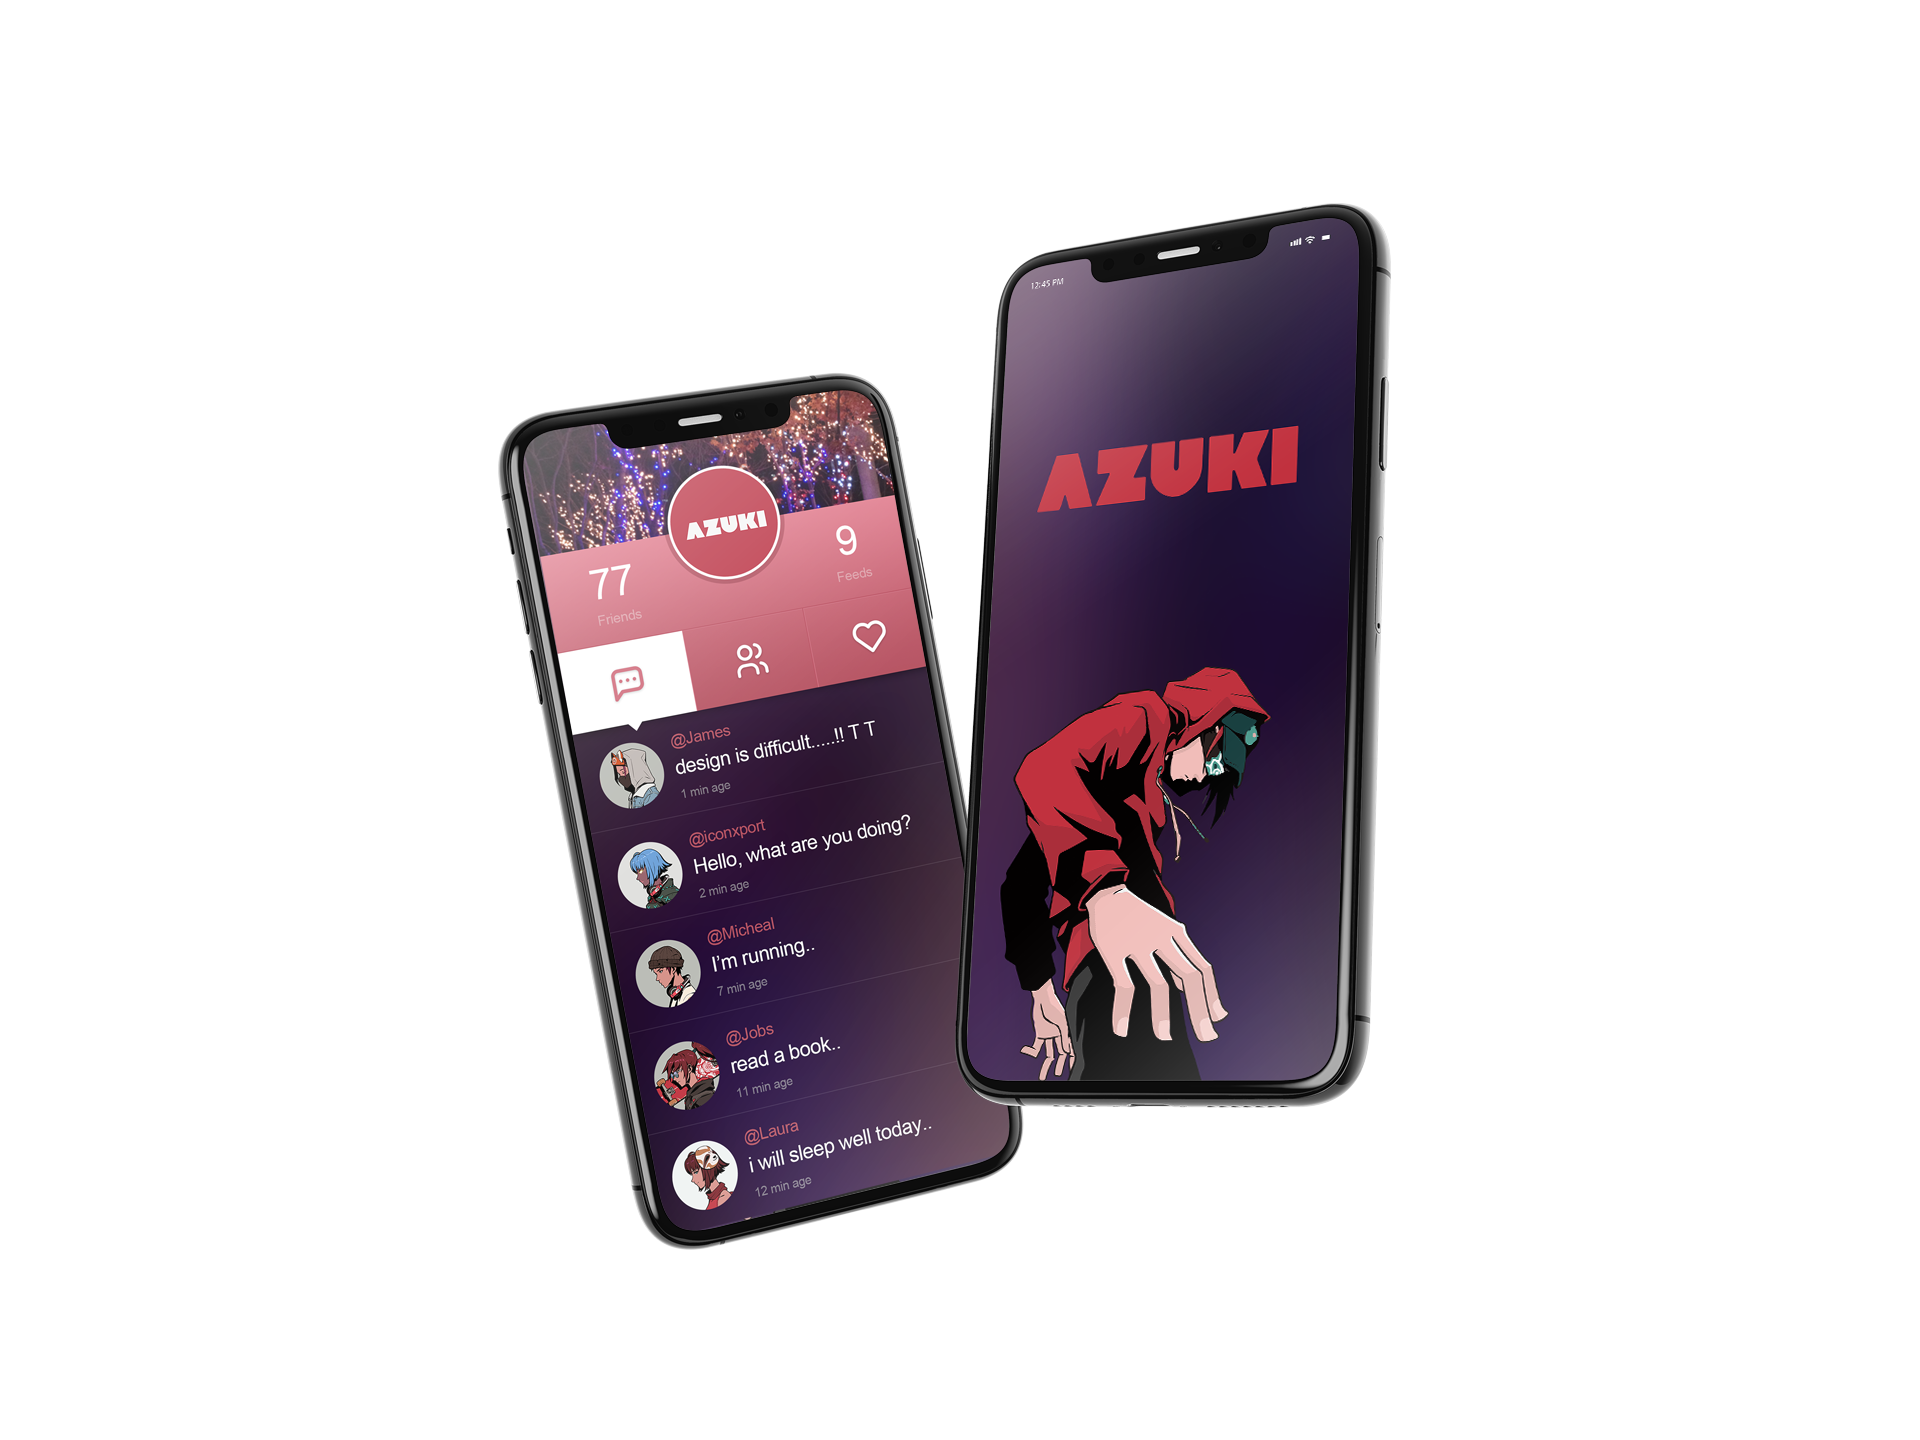 AZUKI
77
Friends
9
Feeds
@James
design is difficult.....!! T T
1 min age
@iconxport
Hello, what are you doing?
2 min age
@Micheal
I'm running..
7 min age
@Jobs
read a book..
11 min age
@Laura
i will sleep well today..
12 min age
12:45 PM
AZUKI